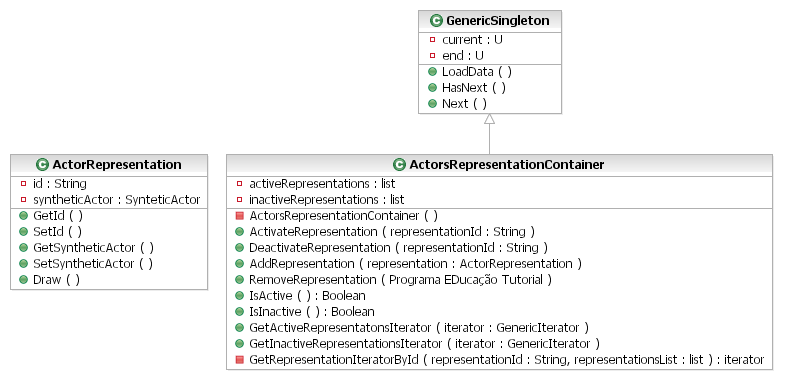 GenericSingleton
current : U
end : U
LoadData ( )
HasNext ( )
Next ( )
ActorRepresentation
id : String
syntheticActor : SynteticActor
GetId ( )
SetId ( )
GetSyntheticActor ( )
SetSyntheticActor ( )
Draw ( )
ActorsRepresentationContainer
activeRepresentations : list
inactiveRepresentations : list
ActorsRepresentationContainer ( )
ActivateRepresentation ( representationId : String )
DeactivateRepresentation ( representationId : String )
AddRepresentation ( representation : ActorRepresentation )
RemoveRepresentation ( Programa EDucação Tutorial )
IsActive ( ) : Boolean
IsInactive ( ) : Boolean
GetActiveRepresentatonsIterator ( iterator : GenericIterator )
GetInactiveRepresentationsIterator ( iterator : GenericIterator )
GetRepresentationIteratorById ( representationId : String, representationsList : list ) : iterator